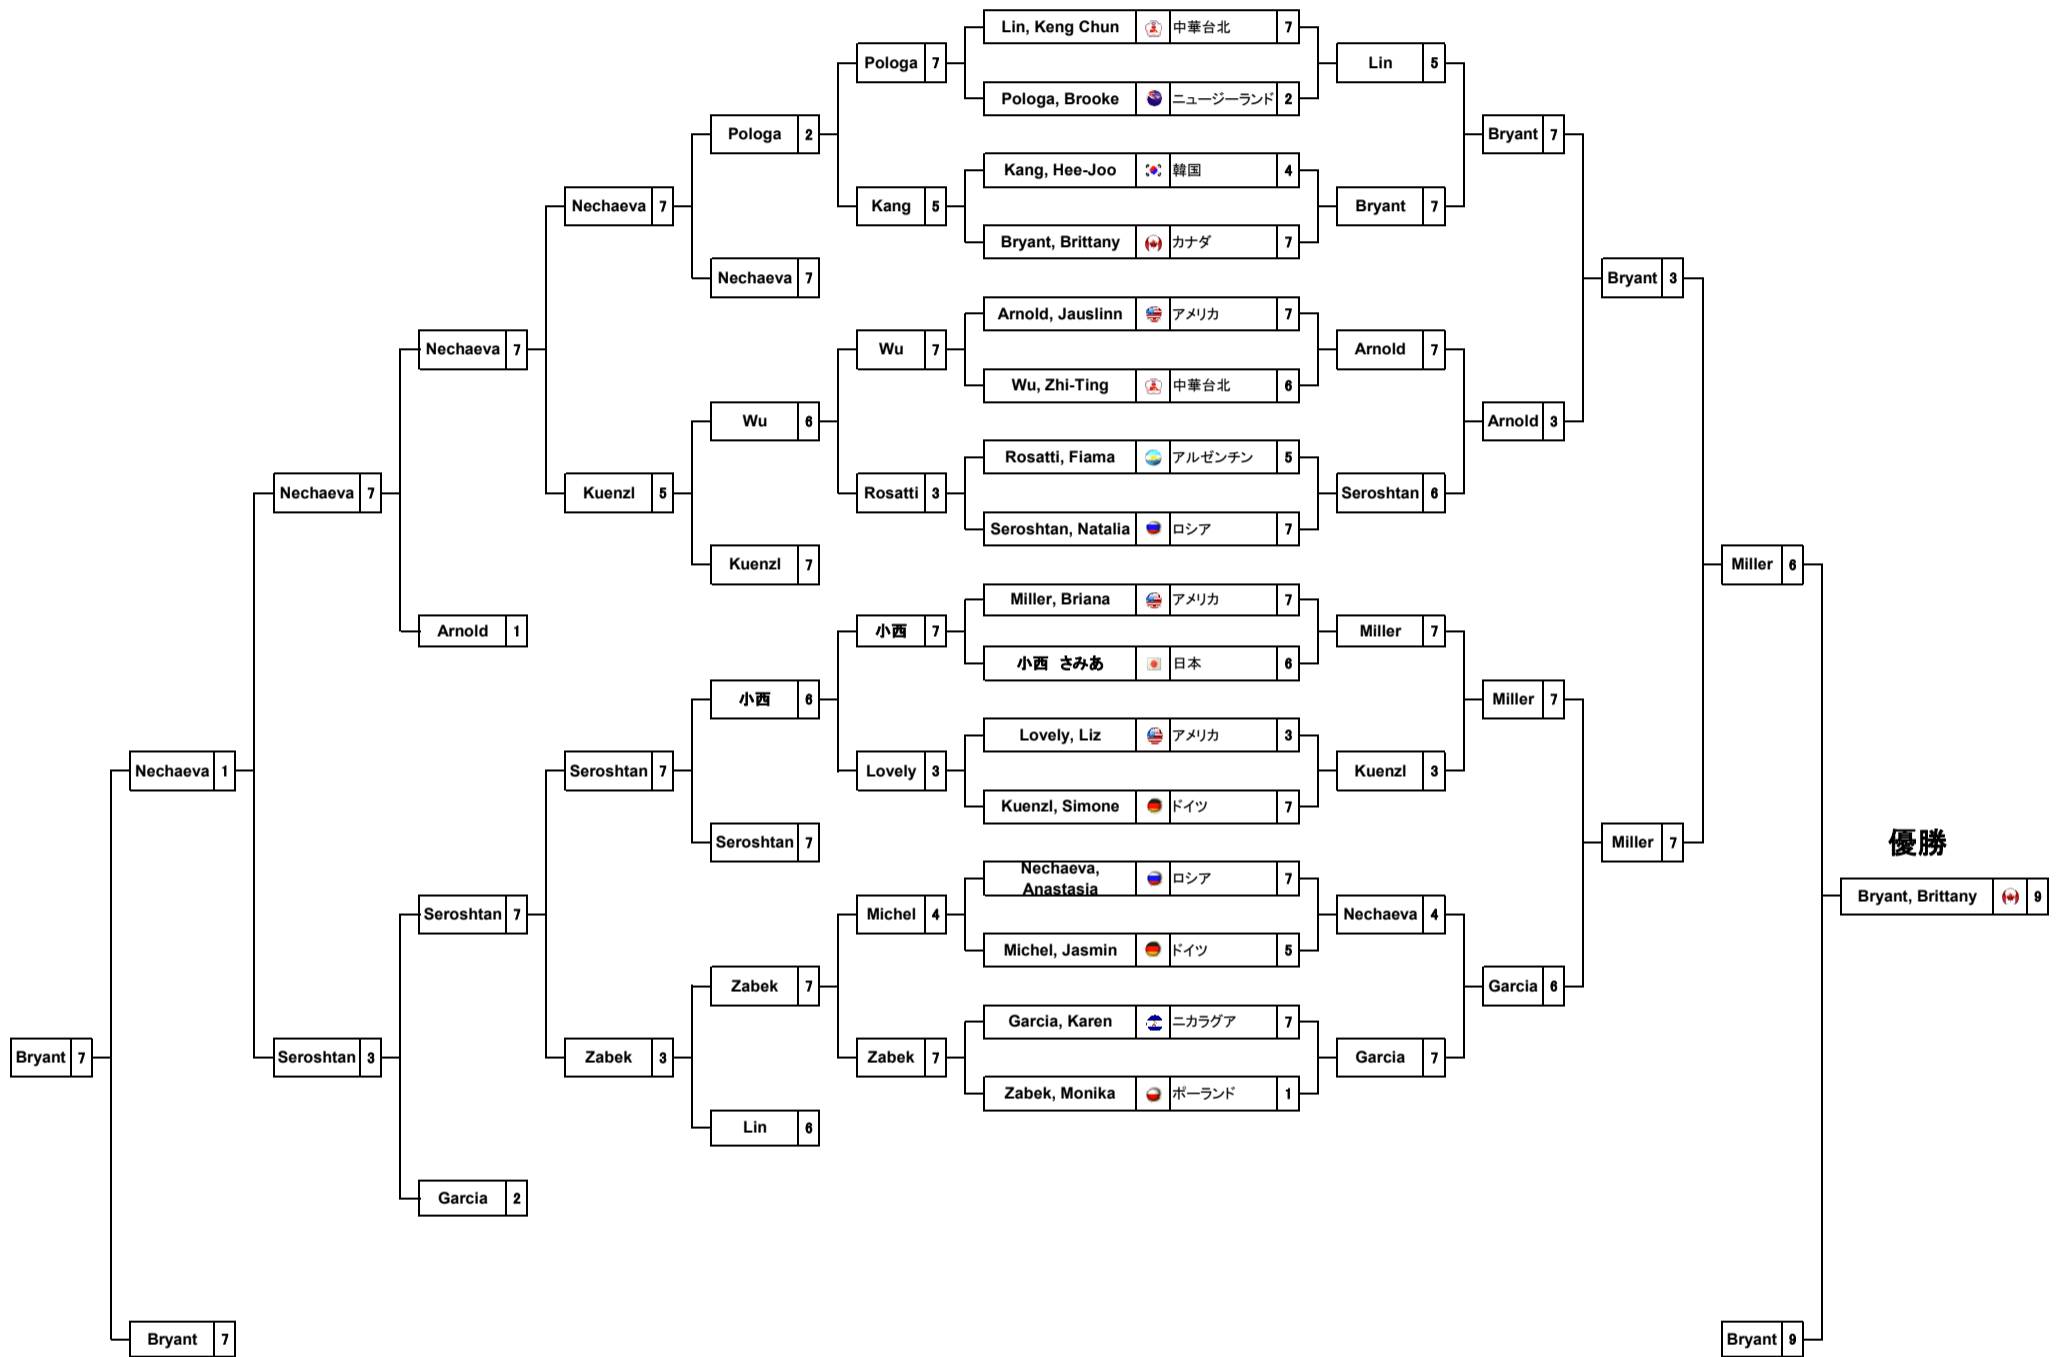 Lin, Keng Chun 中華台北 7
Pologa 7 Lin 5
Pologa, Brooke ニュージーランド 2
Pologa 2 Bryant 7
Kang, Hee-Joo 韓国 4
Nechaeva 7 Kang 5 Bryant 7
Bryant, Brittany カナダ 7
Nechaeva 7 Bryant 3
Arnold, Jauslinn アメリカ 7
Nechaeva 7 Wu 7 Arnold 7
Wu, Zhi-Ting 中華台北 6
Wu 6 Arnold 3
Rosatti, Fiama アルゼンチン 5
Nechaeva 7 Kuenzl 5 Rosatti 3 Seroshtan 6
Seroshtan, Natalia ロシア 7
Kuenzl 7 Miller 6
Miller, Briana アメリカ 7
Arnold 1 小西 7 Miller 7
小西 さみあ 日本 6
小西 6 Miller 7
Lovely, Liz アメリカ 3
Nechaeva 1 Seroshtan 7 Lovely 3 Kuenzl 3
Kuenzl, Simone ドイツ 7
Seroshtan 7 Miller 7 優勝
Nechaeva,
Anastasia ロシア 7
Bryant, Brittany 9
Seroshtan 7 Michel 4 Nechaeva 4
Michel, Jasmin ドイツ 5
Zabek 7 Garcia 6
Garcia, Karen ニカラグア 7
Bryant 7 Seroshtan 3 Zabek 3 Zabek 7 Garcia 7
Zabek, Monika ポーランド 1
Lin 6
Garcia 2
Bryant 7 Bryant 9